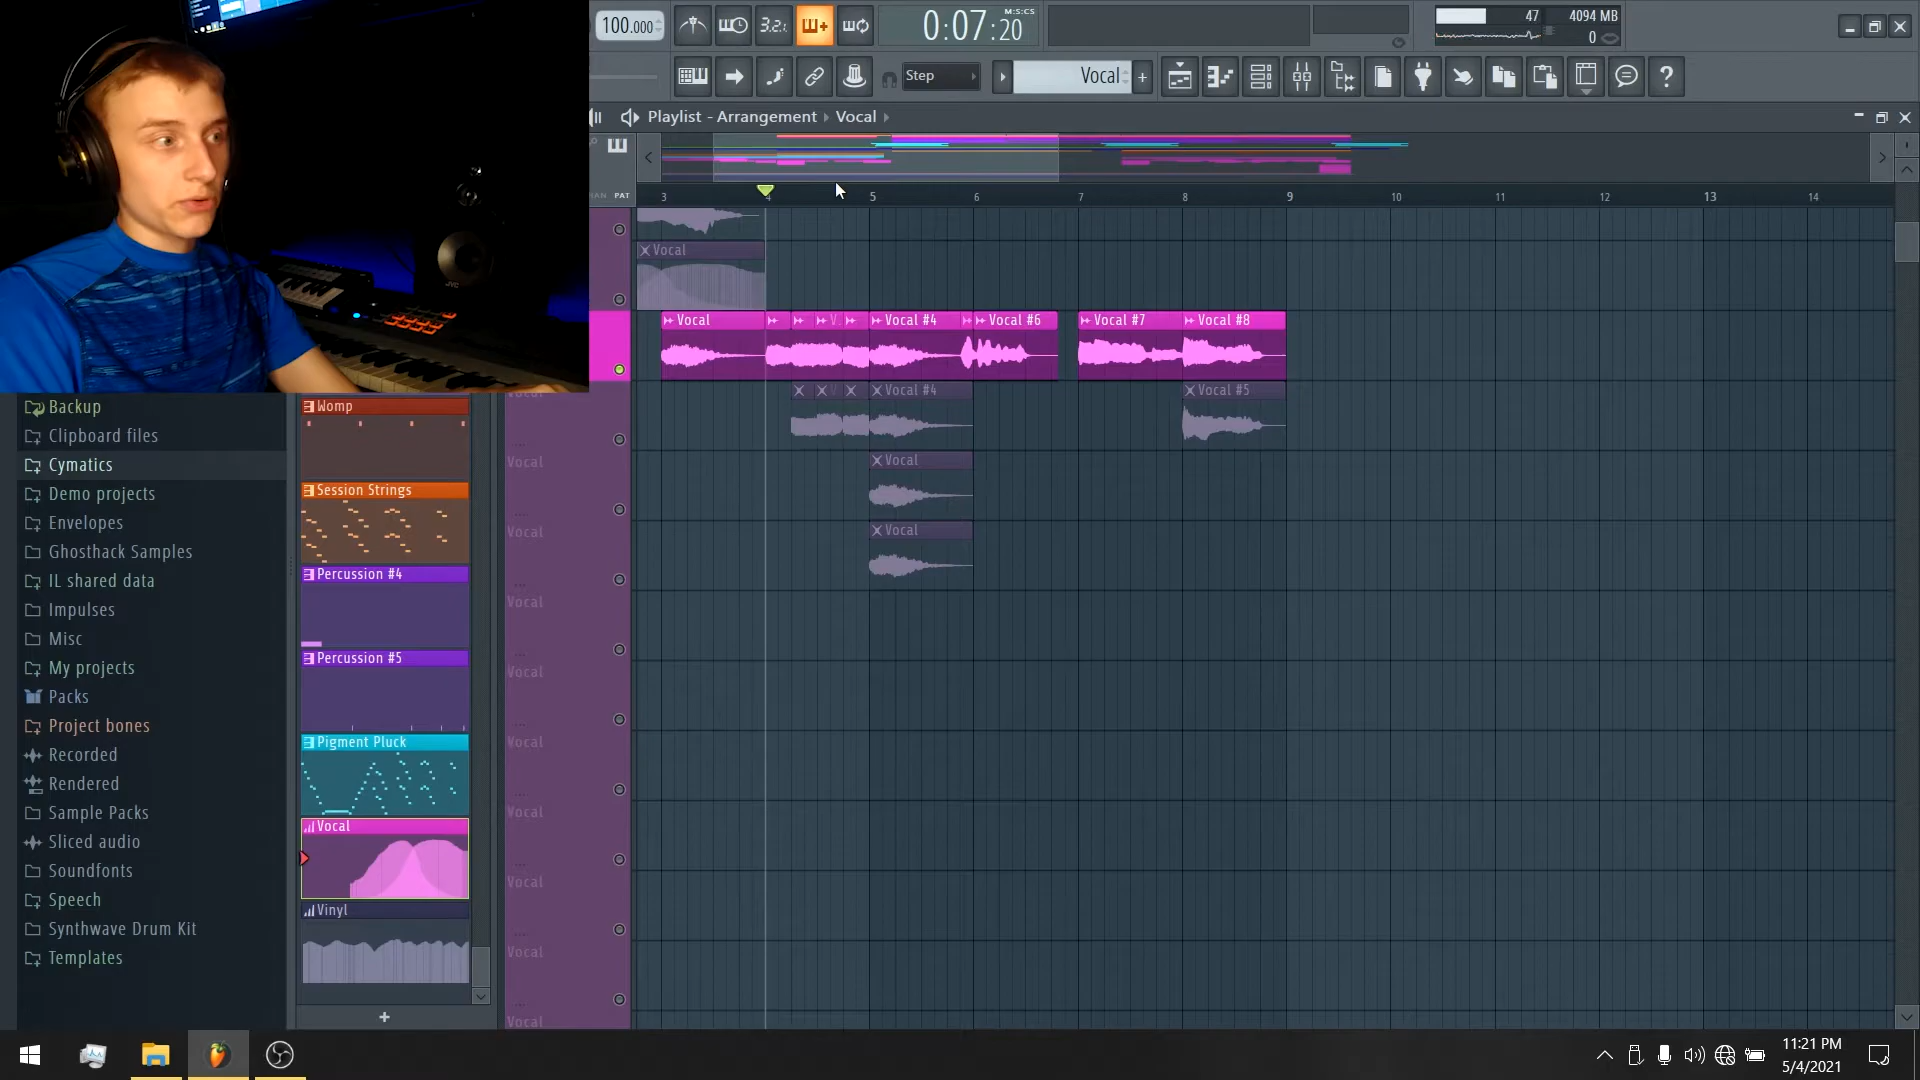 100.000
3.2.1
0:07:20
M:S:CS
47
4094 MB
0
Step
Vocal
+
?
Playlist - Arrangement ▸ Vocal ▸
PAT
3 4 5 6 7 8 9 10 11 12 13 14
Vocal
Vocal
Vocal #4
Vocal #6
Vocal #7
Vocal #8
Vocal #4
Vocal #5
Vocal
Vocal
Vocal
Vocal
Vocal
Vocal
Vocal
Vocal
Vocal
Vocal
Vocal
Backup
Clipboard files
Cymatics
Demo projects
Envelopes
Ghosthack Samples
IL shared data
Impulses
Misc
My projects
Packs
Project bones
Recorded
Rendered
Sample Packs
Sliced audio
Soundfonts
Speech
Synthwave Drum Kit
Templates
Womp
Session Strings
Percussion #4
Percussion #5
Pigment Pluck
Vocal
Vinyl
+
11:21 PM
5/4/2021